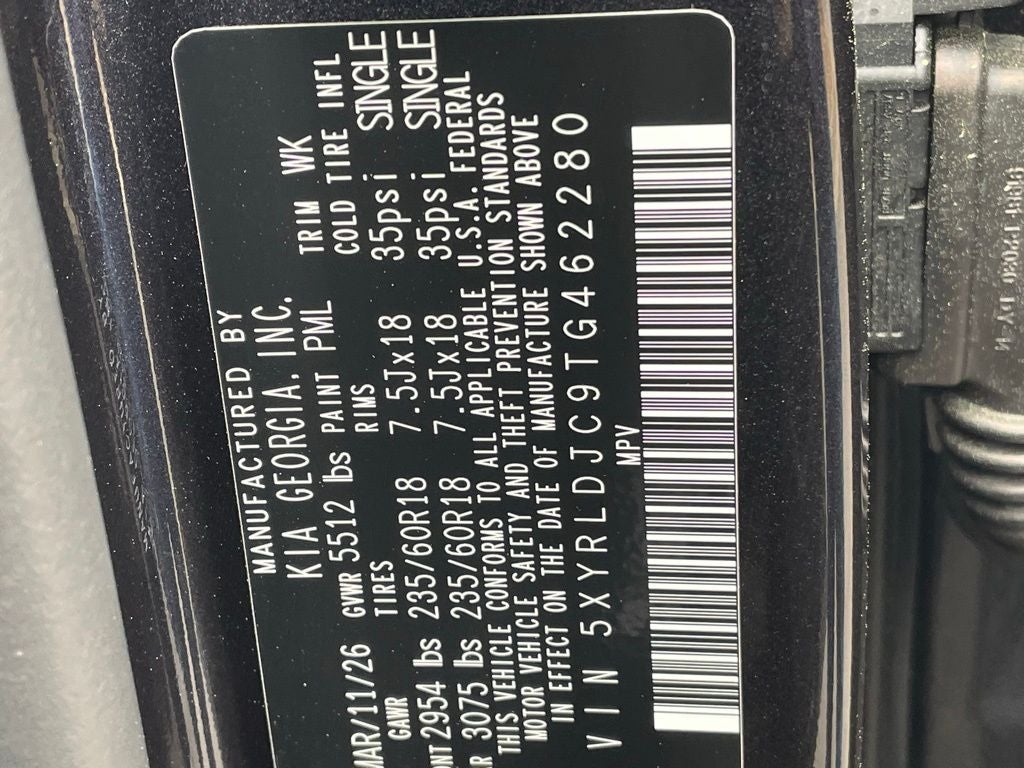 MANUFACTURED BY
KIA GEORGIA, INC.
MAR/11/26 GVWR 5512 lbs PAINT PML TRIM WK
GAWR TIRES RIMS COLD TIRE INFL
2954 lbs 235/60R18 7.5Jx18 35psi SINGLE
3075 lbs 235/60R18 7.5Jx18 35psi SINGLE
THIS VEHICLE CONFORMS TO ALL APPLICABLE U.S.A. FEDERAL
MOTOR VEHICLE SAFETY AND THEFT PREVENTION STANDARDS
IN EFFECT ON THE DATE OF MANUFACTURE SHOWN ABOVE
VIN 5XYRLDJC9TG462280
MPV